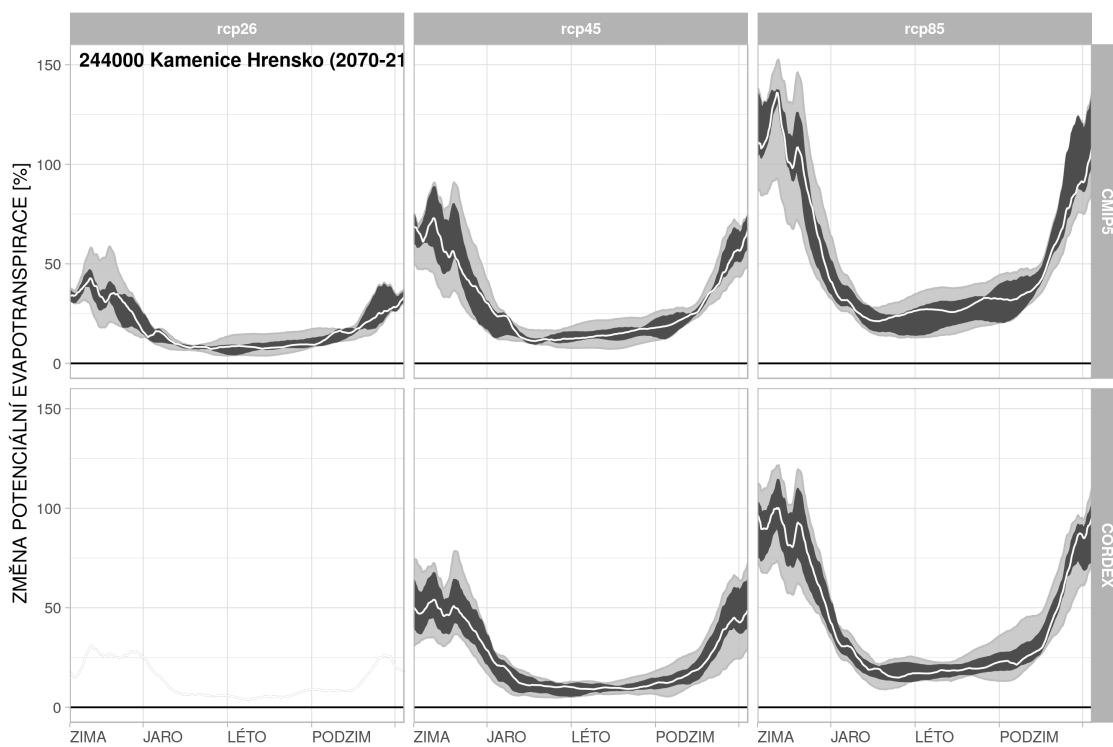 rcp26
rcp45
rcp85
244000 Kamenice Hrensko (2070-21
ZMĚNA POTENCIÁLNÍ EVAPOTRANSPIRACE [%]
150
100
50
0
CMIP5
150
100
50
0
CORDEX
ZIMA JARO LÉTO PODZIM
ZIMA JARO LÉTO PODZIM
ZIMA JARO LÉTO PODZIM